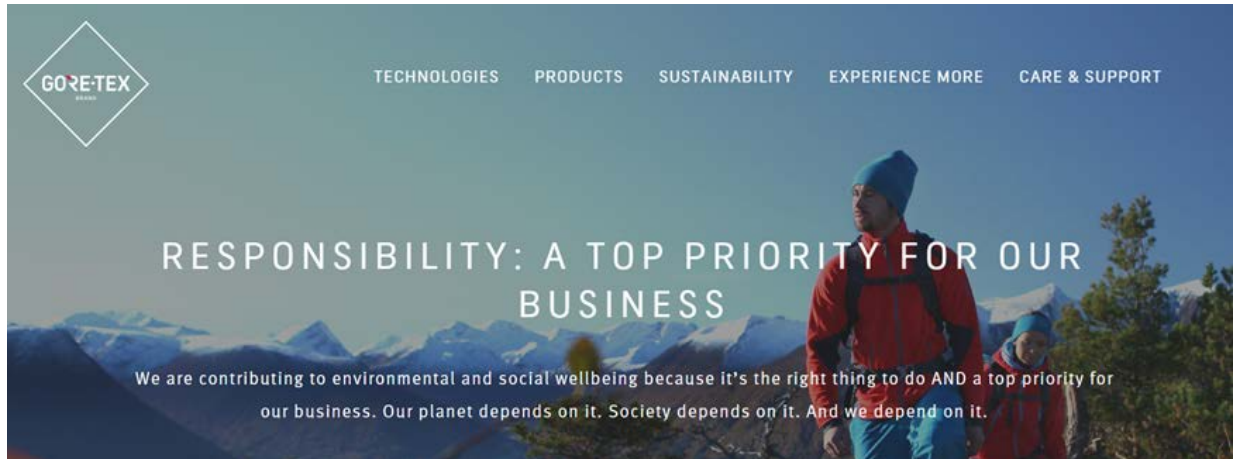 GORE-TEX
BRAND
TECHNOLOGIES PRODUCTS SUSTAINABILITY EXPERIENCE MORE CARE & SUPPORT
RESPONSIBILITY: A TOP PRIORITY FOR OUR
BUSINESS
We are contributing to environmental and social wellbeing because it's the right thing to do AND a top priority for
our business. Our planet depends on it. Society depends on it. And we depend on it.